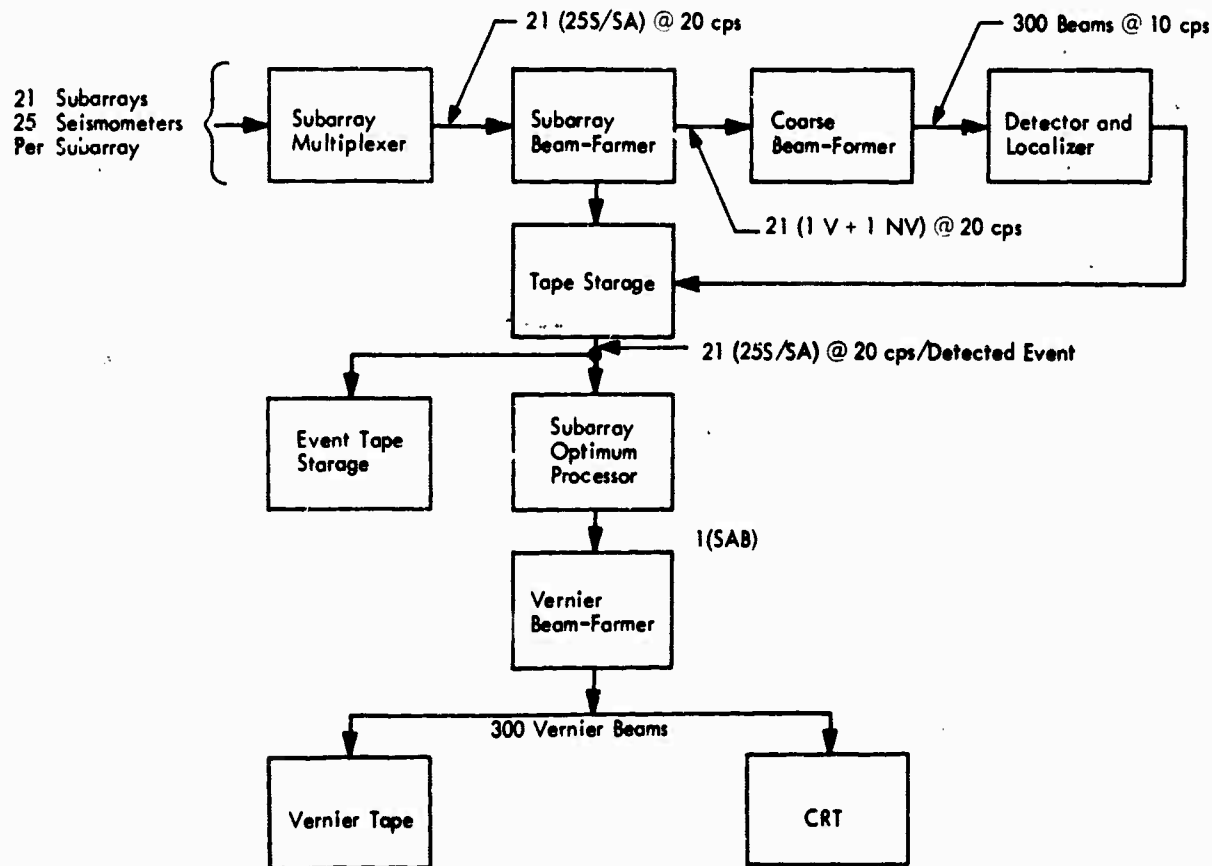 21 (25S/SA) @ 20 cps
300 Beams @ 10 cps
21 Subarrays
25 Seismometers
Per Subarray
Subarray
Multiplexer
Subarray
Beam-Farmer
Coarse
Beam-Former
Detector and
Localizer
21 (1 V + 1 NV) @ 20 cps
Tape Starage
21 (25S/SA) @ 20 cps/Detected Event
Event Tape
Starage
Subarray
Optimum
Processor
1(SAB)
Vernier
Beam-Farmer
300 Vernier Beams
Vernier Tape
CRT